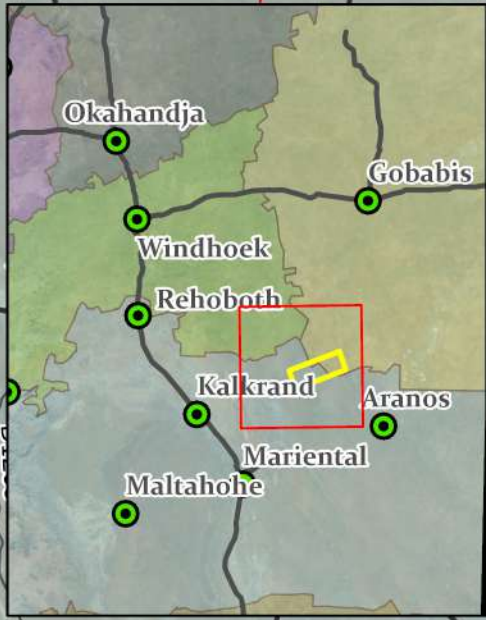 Okahandja
Gobabis
Windhoek
Rehoboth
Kalkrand
Aranos
Mariental
Maltahohe